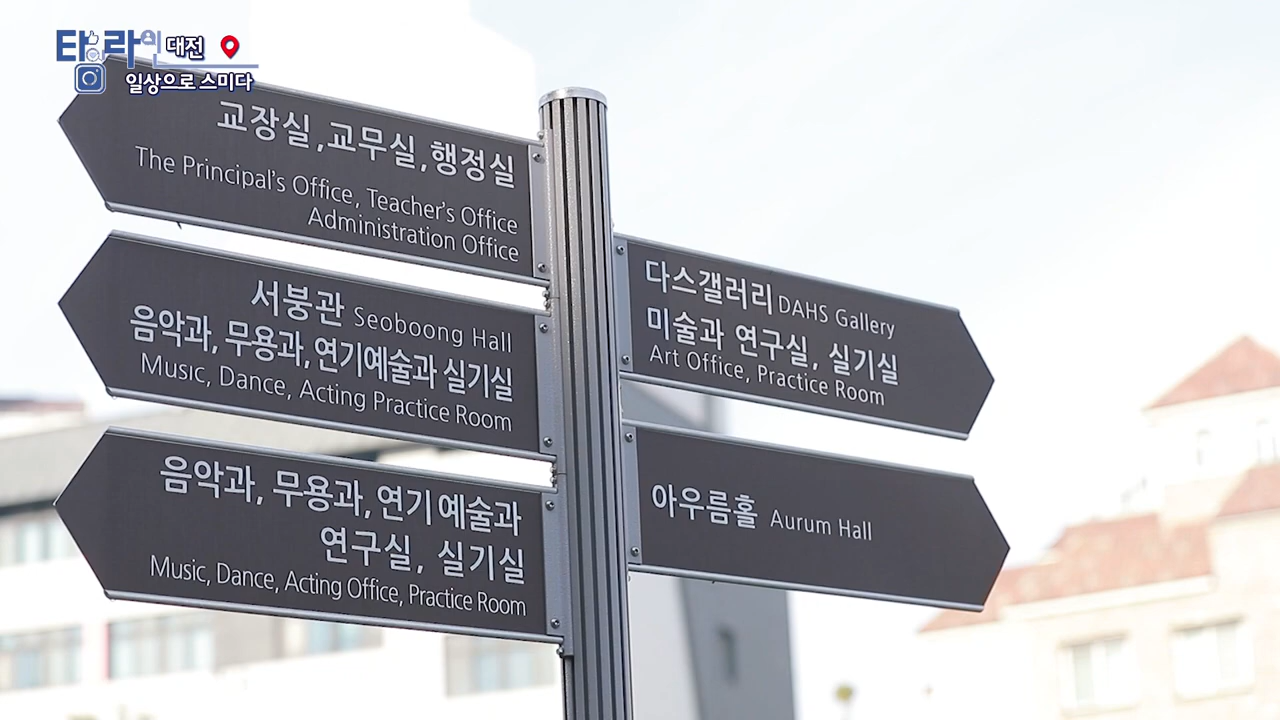 타 라의 대전
일상으로 스미다
교장실, 교무실, 행정실
The Principal's Office, Teacher's Office
Administration Office
서붕관 Seoboong Hall
음악과, 무용과, 연기예술과 실기실
Music, Dance, Acting Practice Room
음악과, 무용과, 연기예술과
연구실, 실기실
Music, Dance, Acting Office, Practice Room
다스갤러리 DAHS Gallery
미술과 연구실, 실기실
Art Office, Practice Room
아우름홀 Aurum Hall